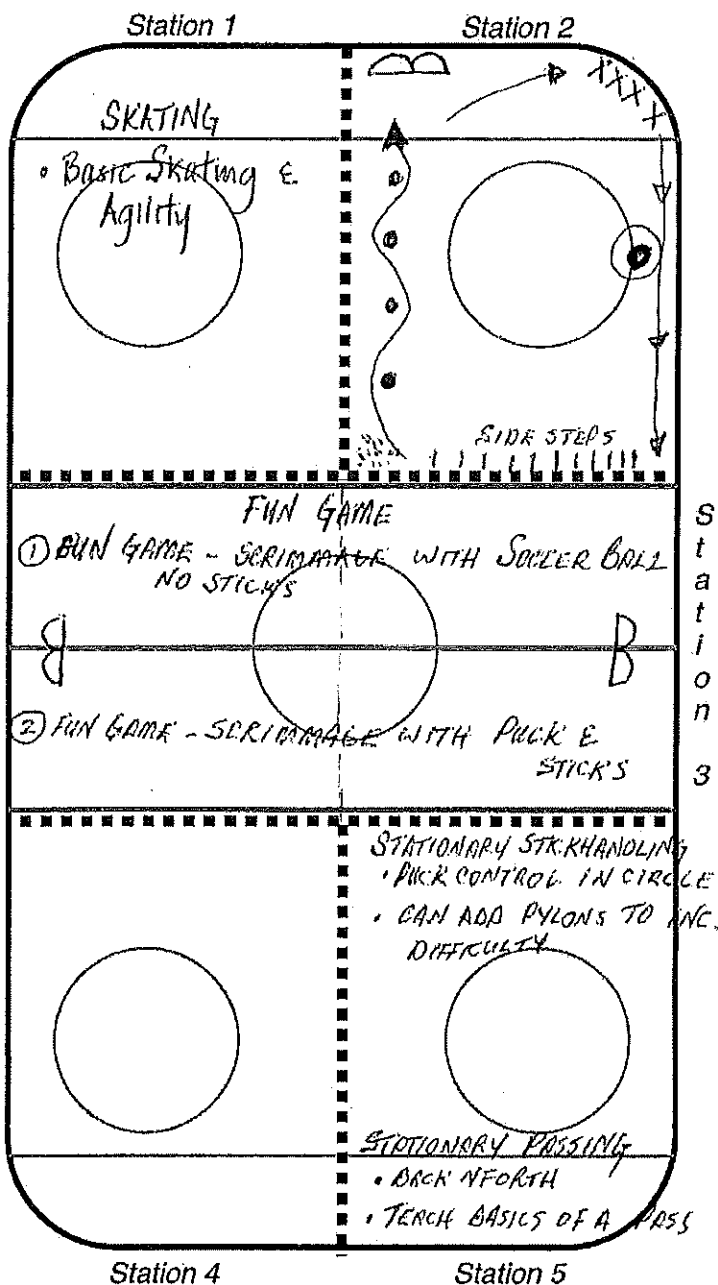 Station 1
Station 2
SKATING
• Basic Skating &
Agility
XXXX
SIDE STEPS
FUN GAME
① FUN GAME - SCRIMMAGE WITH SOCCER BALL
NO STICKS
Station 3
② FUN GAME - SCRIMMAGE WITH PUCK &
STICK'S
STATIONARY STICKHANDLING
• PUCK CONTROL IN CIRCLE
• CAN ADD PYLONS TO INC.
DIFFICULTY
STATIONARY PASSING
• BACK NFORTH
• TEACH BASICS OF A PASS
Station 4
Station 5